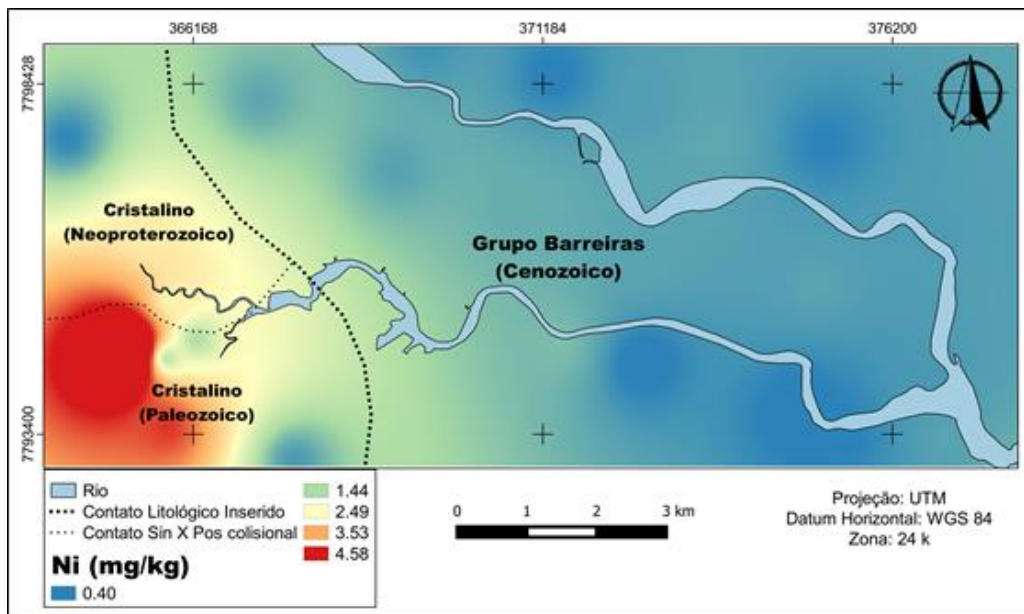 366168
371184
376200
7798428
Cristalino
(Neoproterozoico)
Grupo Barreiras
(Cenozoico)
Cristalino
(Paleozoico)
7793400
Rio
Contato Litológico Inserido
Contato Sin X Pos colisional
Ni (mg/kg)
0.40
1.44
2.49
3.53
4.58
0 1 2 3 km
Projeção: UTM
Datum Horizontal: WGS 84
Zona: 24 k